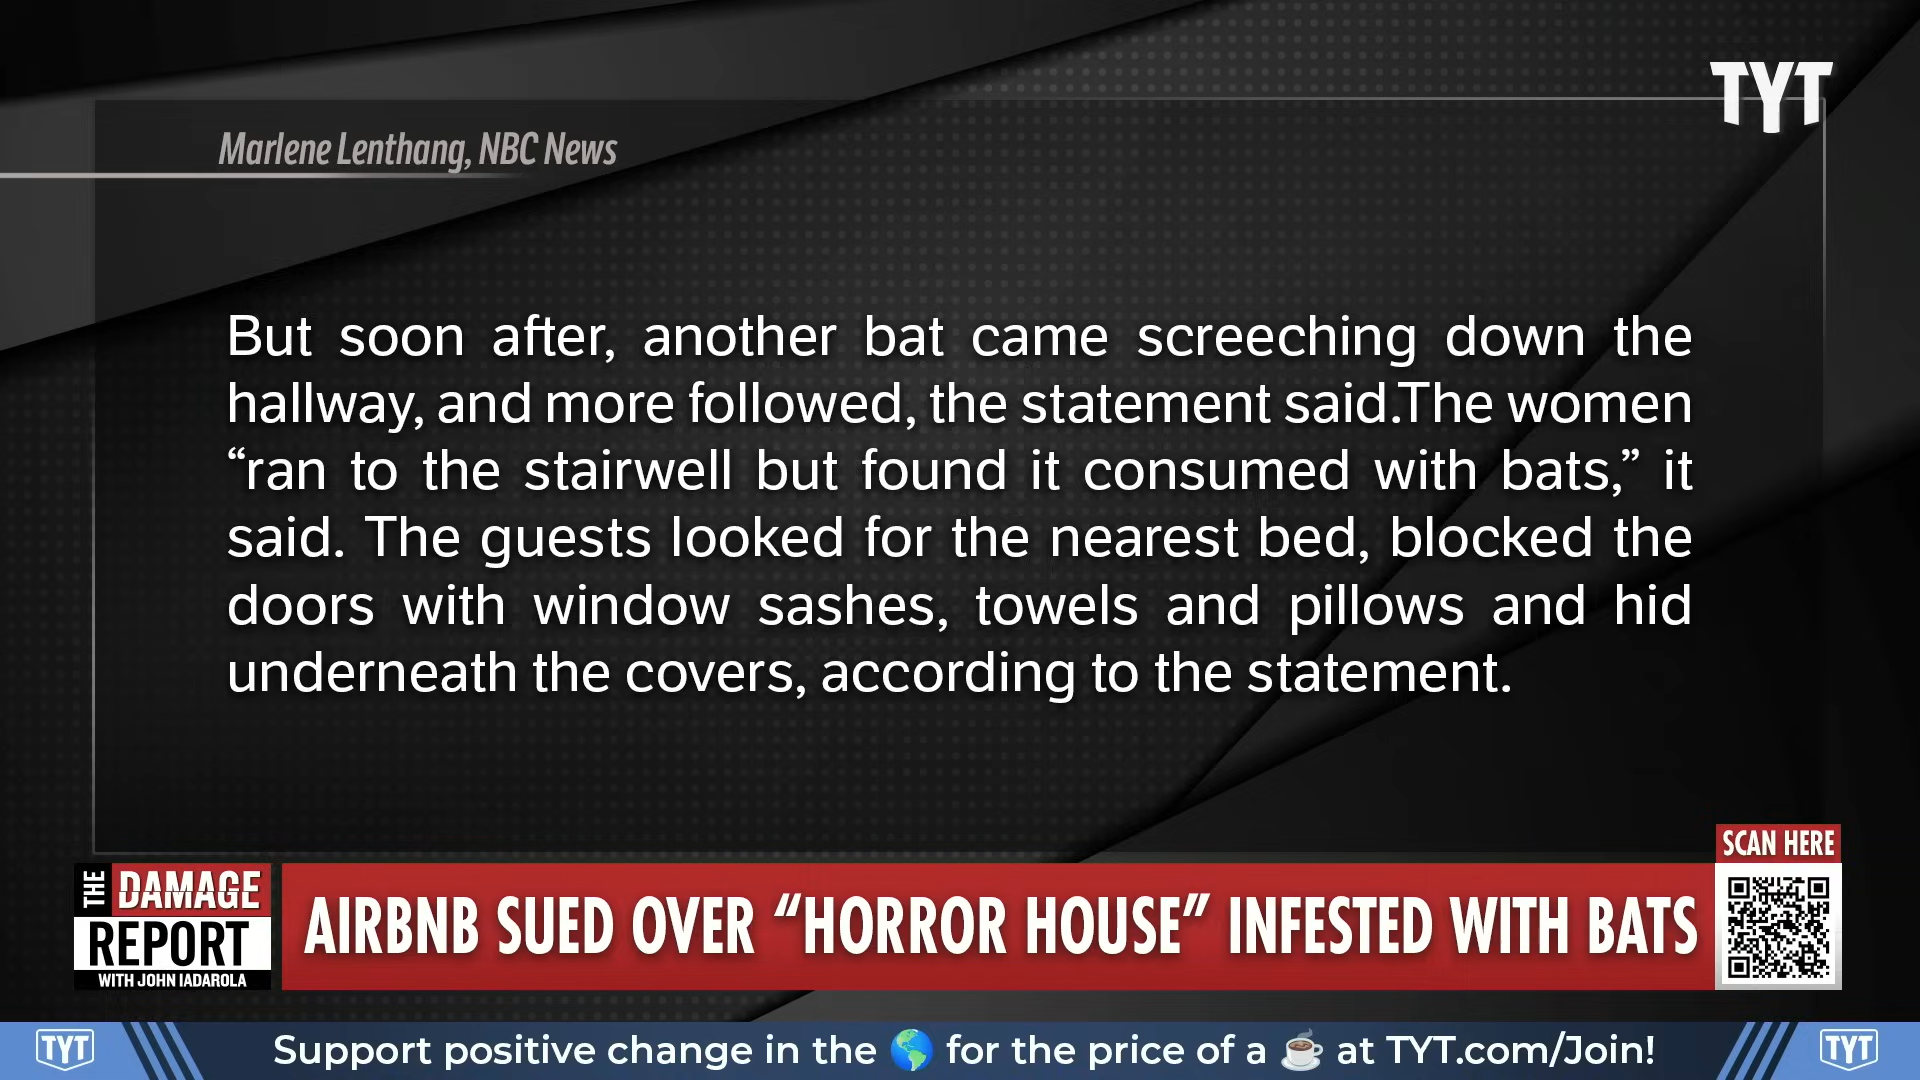 TYT
Marlene Lenthang, NBC News
But soon after, another bat came screeching down the
hallway, and more followed, the statement said.The women
“ran to the stairwell but found it consumed with bats,” it
said. The guests looked for the nearest bed, blocked the
doors with window sashes, towels and pillows and hid
underneath the covers, according to the statement.
SCAN HERE
THE DAMAGE
REPORT
WITH JOHN IADAROLA
AIRBNB SUED OVER “HORROR HOUSE” INFESTED WITH BATS
TYT
Support positive change in the 🌎 for the price of a ☕ at TYT.com/Join!
TYT